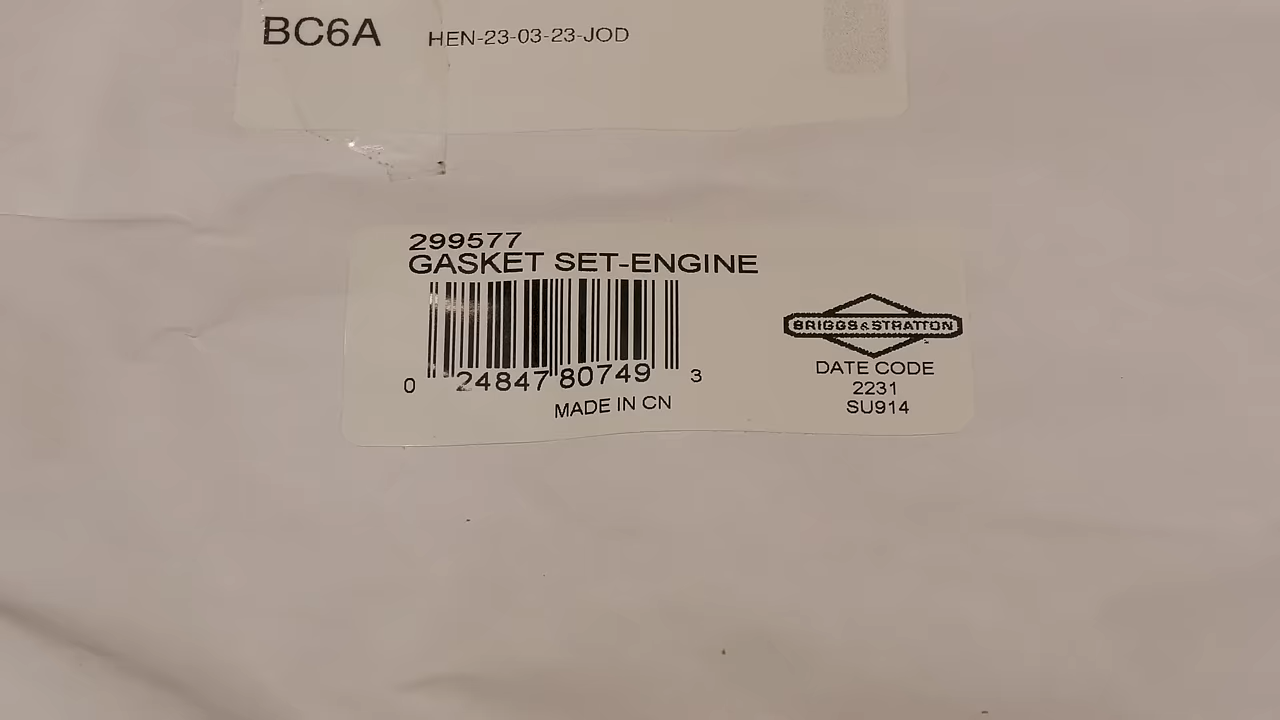 BC6A HEN-23-03-23-JOD
299577
GASKET SET-ENGINE
0 24847 80749 3
MADE IN CN
BRIGGS&STRATTON
DATE CODE
2231
SU914